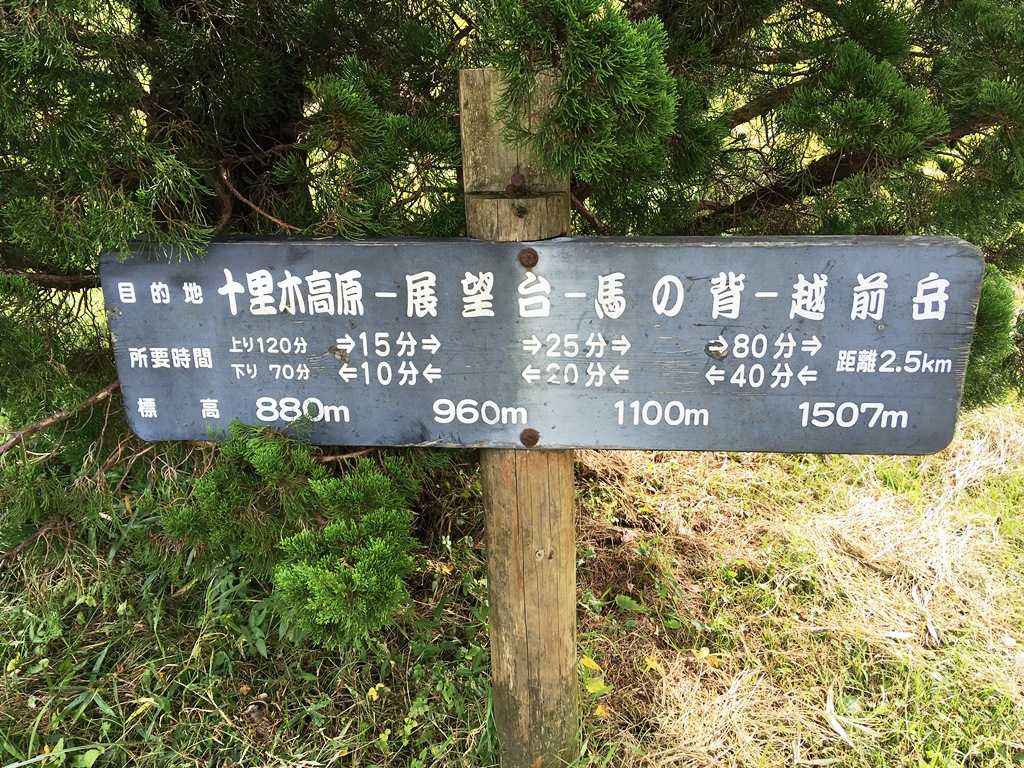 目的地 十里木高原－展望台－馬の背－越前岳
所要時間 上り120分 ⇒15分⇒ ⇒25分⇒ ⇒80分⇒ 距離2.5km
下り 70分 ⇐10分⇐ ⇐20分⇐ ⇐40分⇐
標高 880m 960m 1100m 1507m